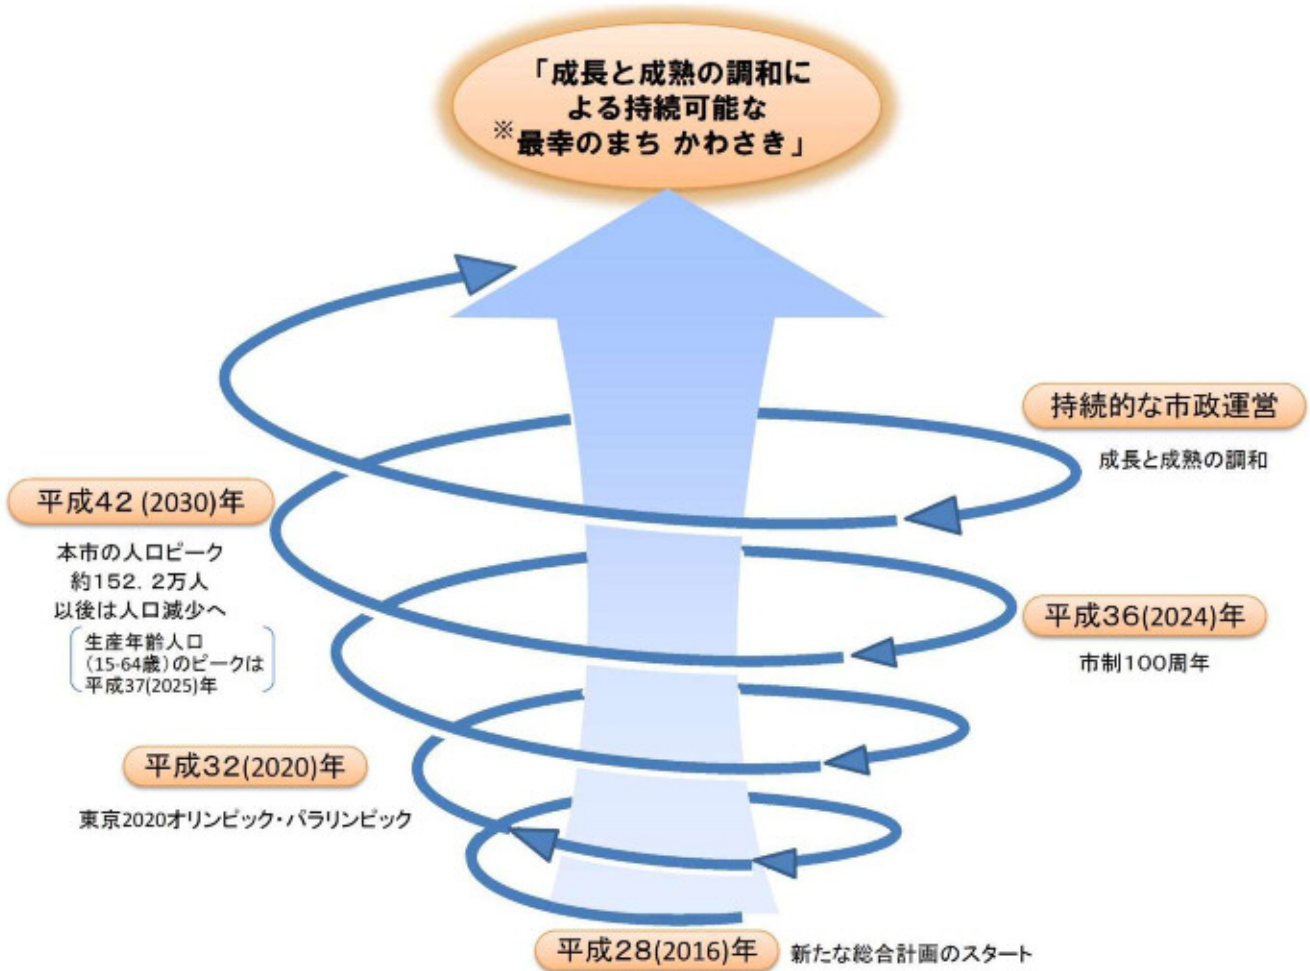 「成長と成熟の調和に
よる持続可能な
※最幸のまち かわさき」
持続的な市政運営
成長と成熟の調和
平成42(2030)年
本市の人口ピーク
約152.2万人
以後は人口減少へ
生産年齢人口
(15-64歳)のピークは
平成37(2025)年
平成36(2024)年
市制100周年
平成32(2020)年
東京2020オリンピック・パラリンピック
平成28(2016)年 新たな総合計画のスタート